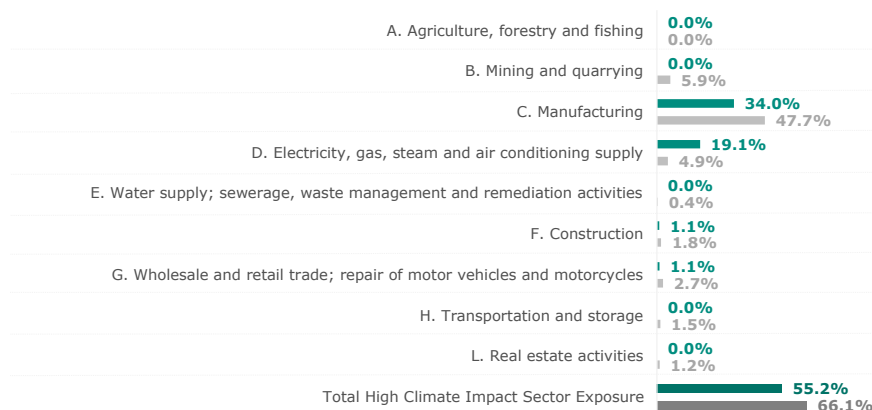 A. Agriculture, forestry and fishing
0.0%
0.0%
B. Mining and quarrying
0.0%
5.9%
C. Manufacturing
34.0%
47.7%
D. Electricity, gas, steam and air conditioning supply
19.1%
4.9%
E. Water supply; sewerage, waste management and remediation activities
0.0%
0.4%
F. Construction
1.1%
1.8%
G. Wholesale and retail trade; repair of motor vehicles and motorcycles
1.1%
2.7%
H. Transportation and storage
0.0%
1.5%
L. Real estate activities
0.0%
1.2%
Total High Climate Impact Sector Exposure
55.2%
66.1%